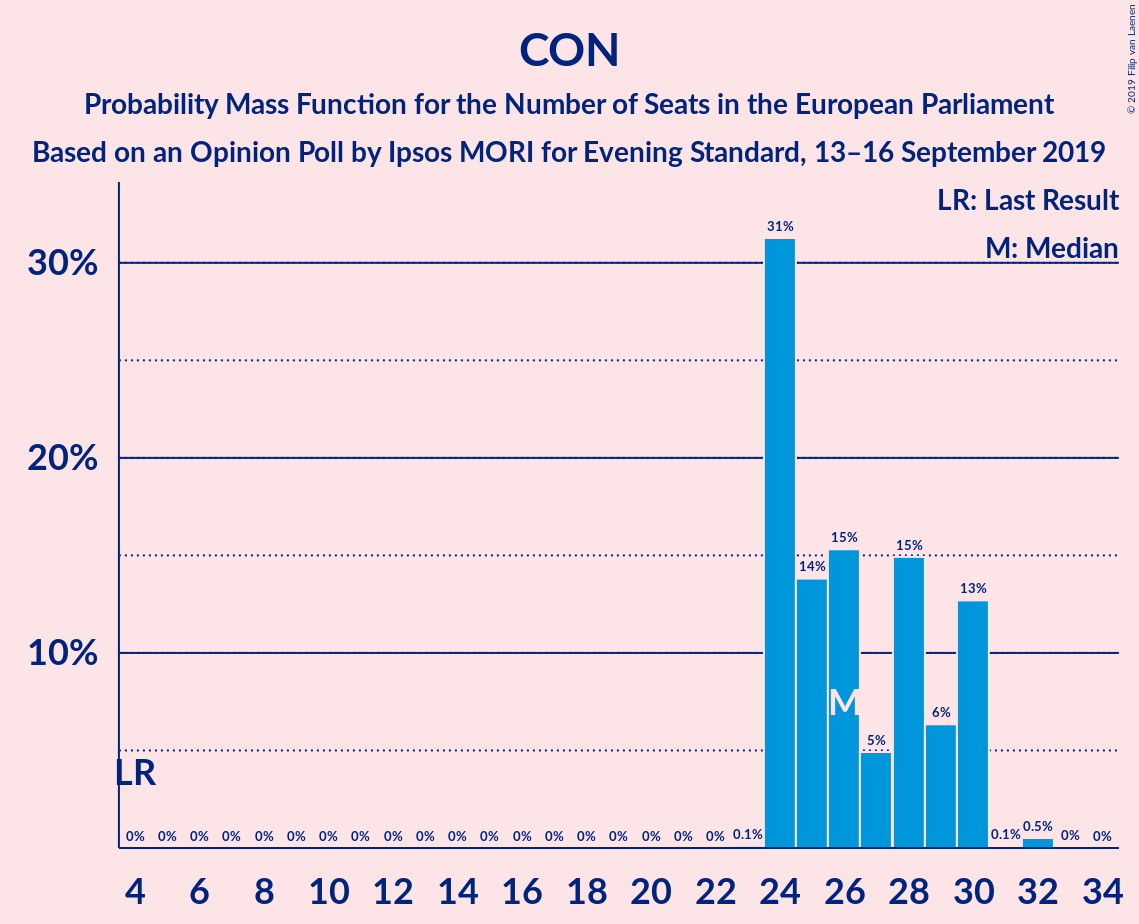 CON
Probability Mass Function for the Number of Seats in the European Parliament
Based on an Opinion Poll by Ipsos MORI for Evening Standard, 13–16 September 2019
© 2019 Filip van Laenen
LR: Last Result
M: Median
30%
20%
10%
31%
15%
15%
14%
13%
M
6%
5%
LR
0% 0% 0% 0% 0% 0% 0% 0% 0% 0% 0% 0% 0% 0% 0% 0% 0% 0% 0% 0.1% 0.1% 0.5% 0% 0%
4 6 8 10 12 14 16 18 20 22 24 26 28 30 32 34